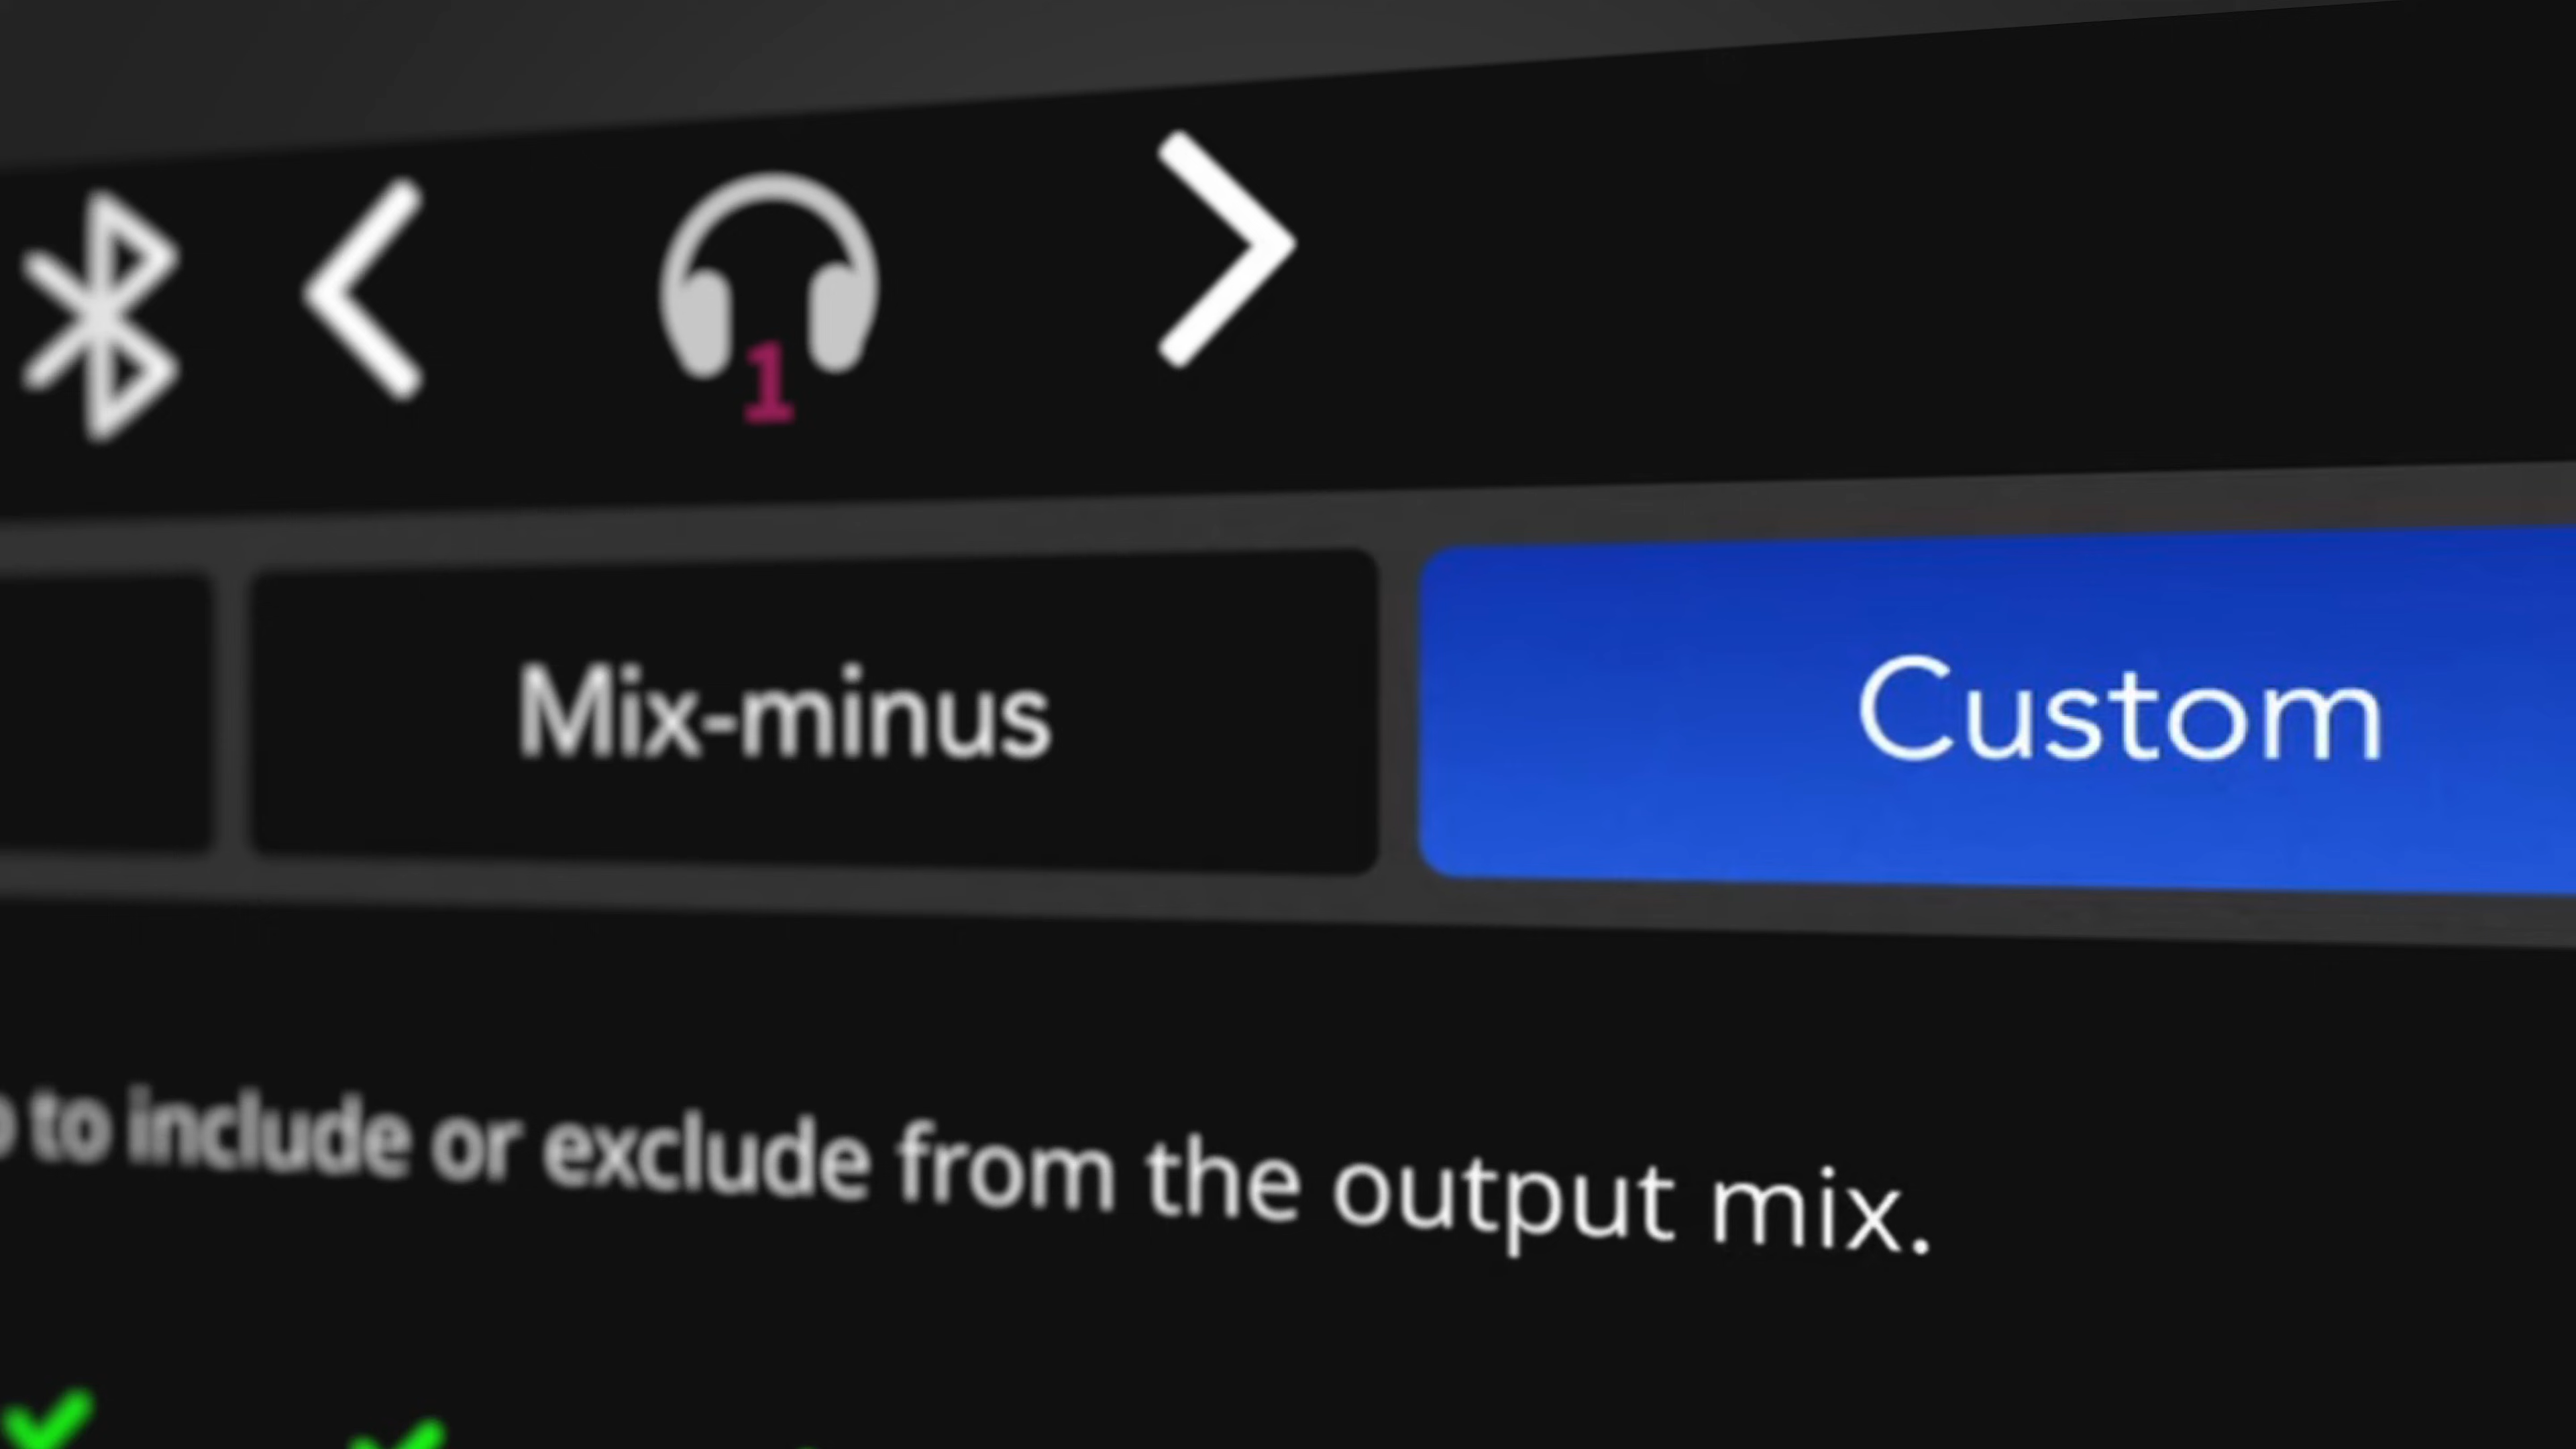 1
Mix-minus
Custom
to include or exclude from the output mix.